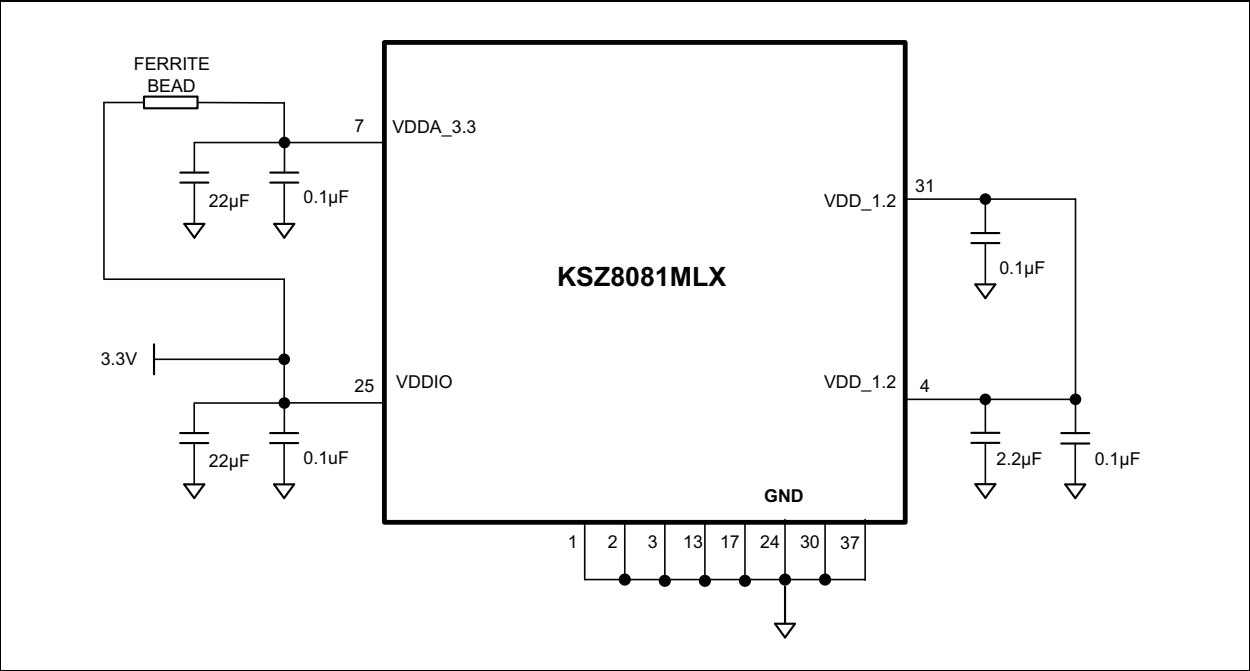 FERRITE
BEAD
7
VDDA_3.3
22µF
0.1µF
31
VDD_1.2
0.1µF
KSZ8081MLX
3.3V
25
VDDIO
VDD_1.2
4
22µF
0.1uF
2.2µF
0.1µF
GND
1 2 3 13 17 24 30 37